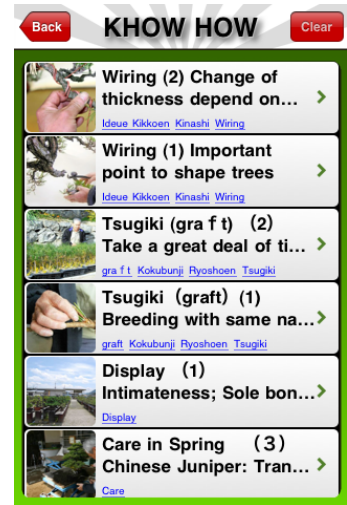 Back
KHOW HOW
Clear
Wiring (2) Change of
thickness depend on...
Ideue Kikkoen Kinashi Wiring
Wiring (1) Important
point to shape trees
Ideue Kikkoen Kinashi Wiring
Tsugiki (gra f t) （2）
Take a great deal of ti...
gra f t Kokubunji Ryoshoen Tsugiki
Tsugiki （graft）(1)
Breeding with same na...
graft Kokubunji Ryoshoen Tsugiki
Display （1）
Intimateness; Sole bon...
Display
Care in Spring （３）
Chinese Juniper: Tran...
Care